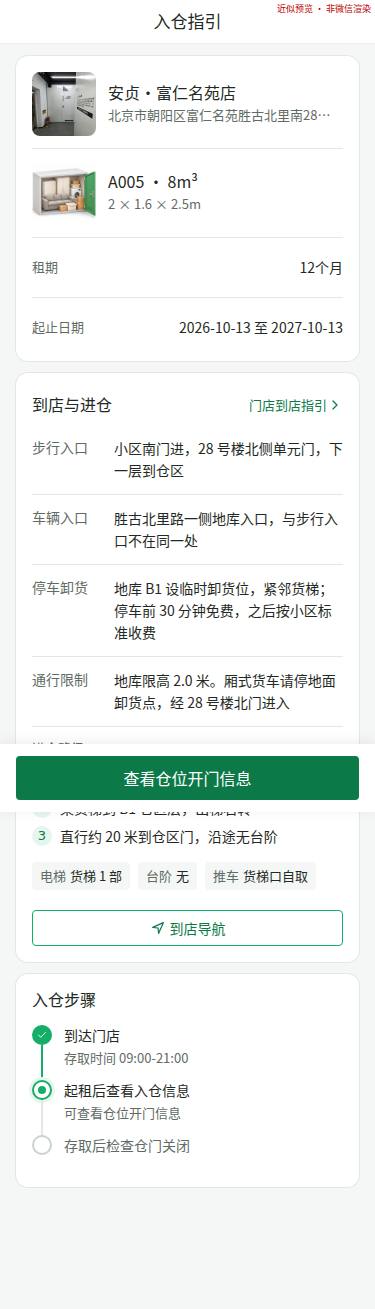 近似预览 · 非微信渲染
入仓指引
安贞·富仁名苑店
北京市朝阳区富仁名苑胜古北里南28…
A005 · 8m³
2 × 1.6 × 2.5m
租期 12个月
起止日期 2026-10-13 至 2027-10-13
到店与进仓 门店到店指引
步行入口 小区南门进，28 号楼北侧单元门，下
一层到仓区
车辆入口 胜古北里路一侧地库入口，与步行入
口不在同一处
停车卸货 地库 B1 设临时卸货位，紧邻货梯；
停车前 30 分钟免费，之后按小区标
准收费
通行限制 地库限高 2.0 米。厢式货车请停地面
卸货点，经 28 号楼北门进入
查看仓位开门信息
3 直行约 20 米到仓区门，沿途无台阶
电梯 货梯 1 部 台阶 无 推车 货梯口自取
到店导航
入仓步骤
到达门店
存取时间 09:00-21:00
起租后查看入仓信息
可查看仓位开门信息
存取后检查仓门关闭